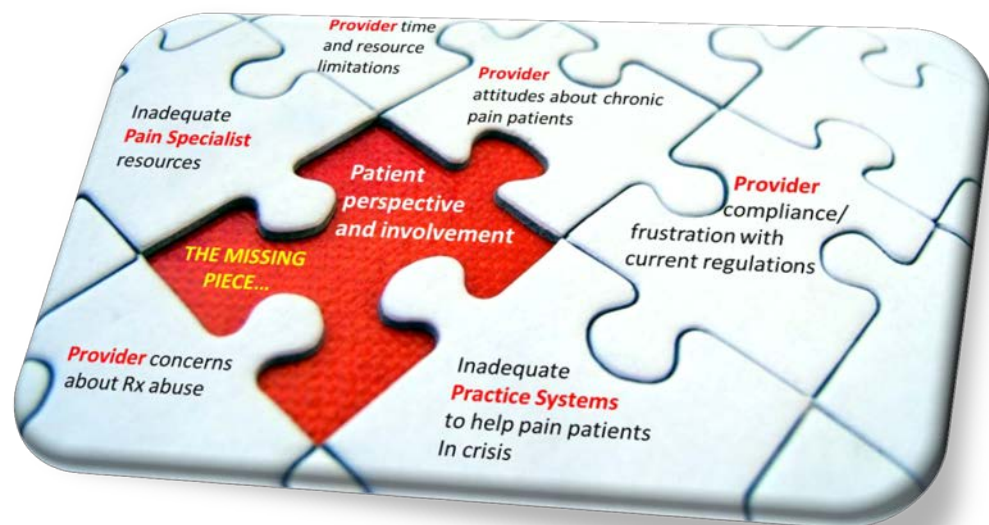 Provider time
and resource
limitations
Provider
attitudes about chronic
pain patients
Inadequate
Pain Specialist
resources
Patient
perspective
and involvement
Provider
compliance/
frustration with
current regulations
THE MISSING
PIECE...
Provider concerns
about Rx abuse
Inadequate
Practice Systems
to help pain patients
In crisis